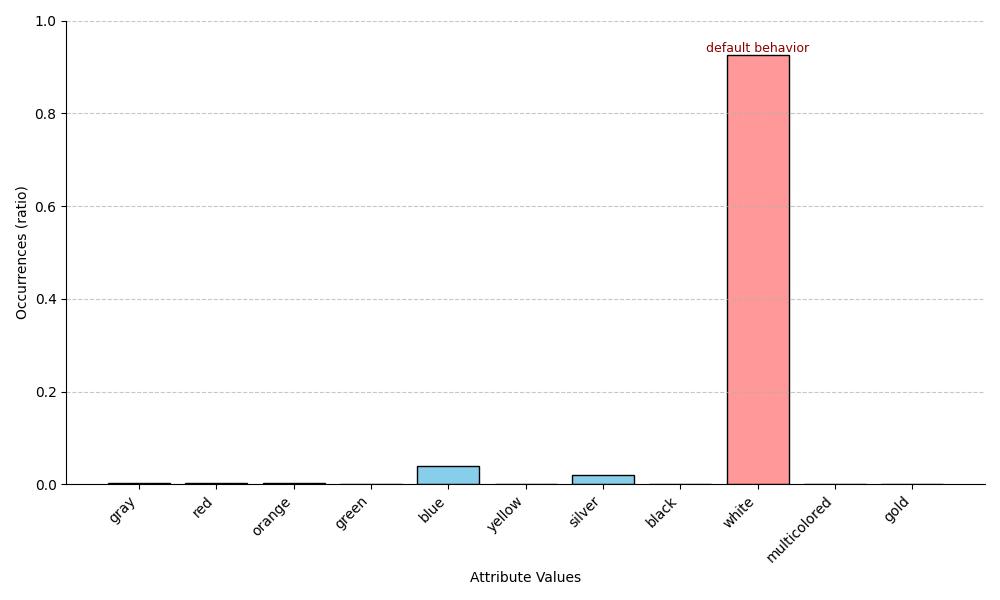 default behavior
Occurrences (ratio)
1.0
0.8
0.6
0.4
0.2
0.0
gray
red
orange
green
blue
yellow
silver
black
white
multicolored
gold
Attribute Values